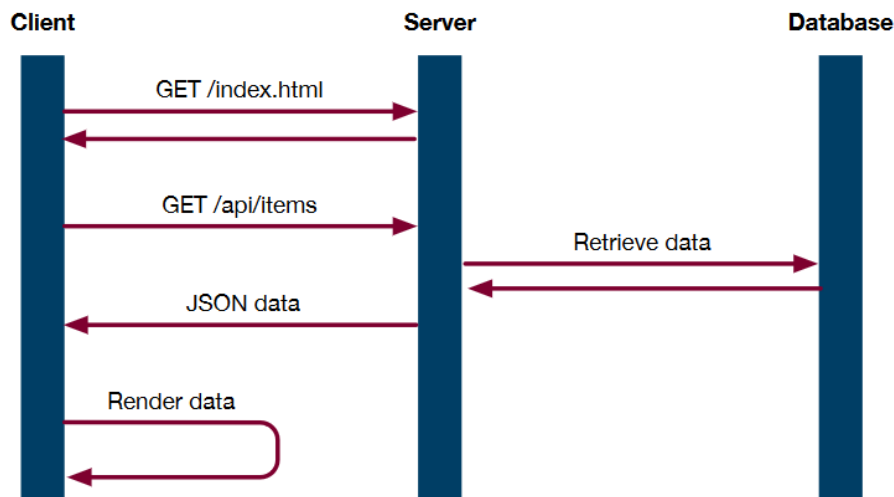 Client
Server
Database
GET /index.html
GET /api/items
Retrieve data
JSON data
Render data